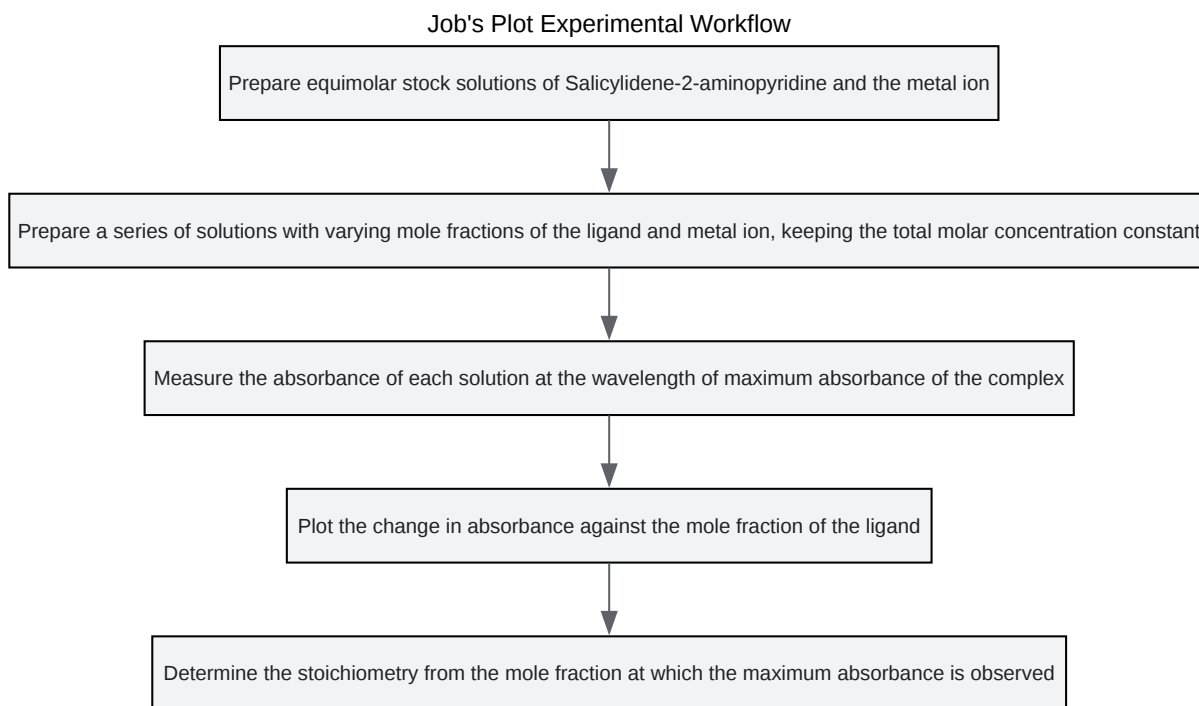 Job's Plot Experimental Workflow
Prepare equimolar stock solutions of Salicylidene-2-aminopyridine and the metal ion
Prepare a series of solutions with varying mole fractions of the ligand and metal ion, keeping the total molar concentration constant
Measure the absorbance of each solution at the wavelength of maximum absorbance of the complex
Plot the change in absorbance against the mole fraction of the ligand
Determine the stoichiometry from the mole fraction at which the maximum absorbance is observed